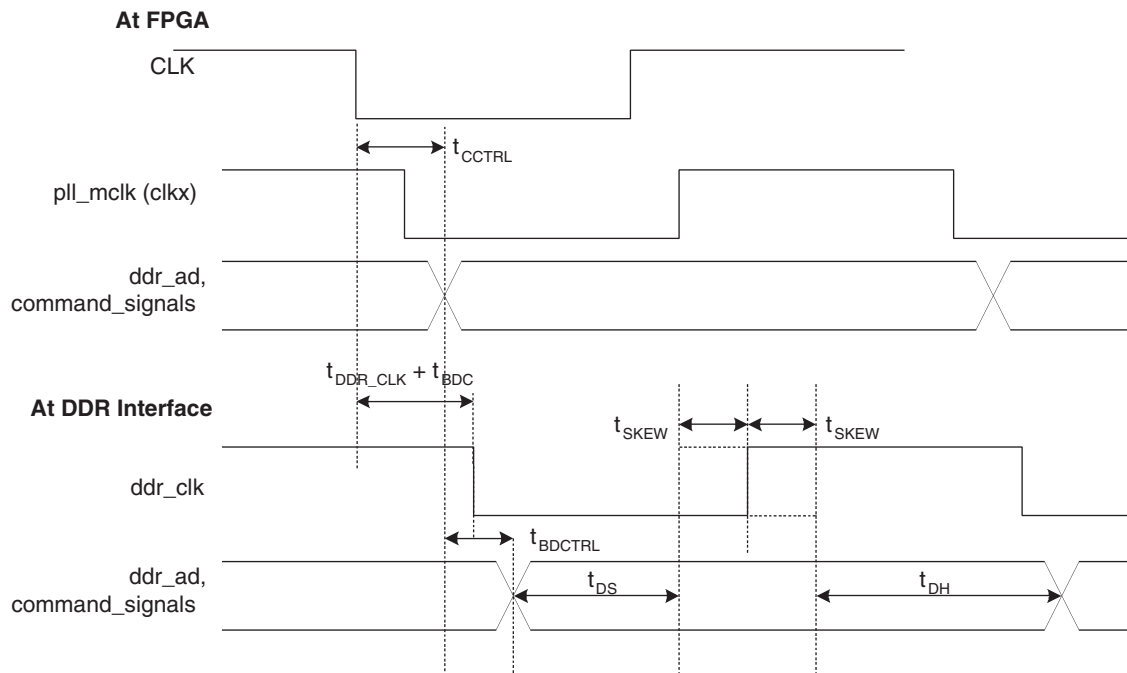 At FPGA
CLK
tCCTRL
pll_mclk (clkx)
ddr_ad,
command_signals
tDDR_CLK + tBDC
At DDR Interface
tSKEW
tSKEW
ddr_clk
tBDCTRL
ddr_ad,
command_signals
tDS
tDH